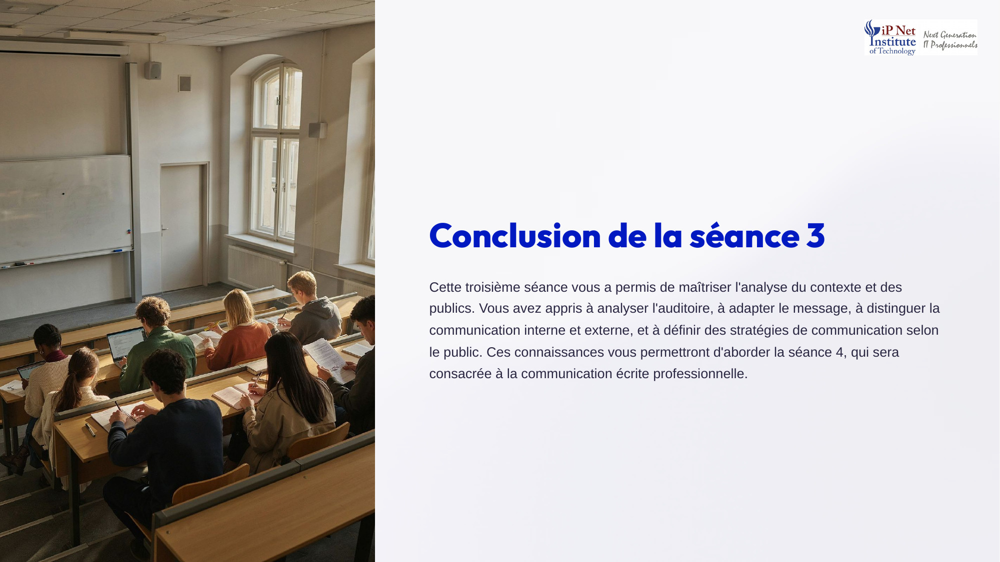 iP Net
Institute
of Technology
Next Generation
IT Professionnels
Conclusion de la séance 3
Cette troisième séance vous a permis de maîtriser l'analyse du contexte et des
publics. Vous avez appris à analyser l'auditoire, à adapter le message, à distinguer la
communication interne et externe, et à définir des stratégies de communication selon
le public. Ces connaissances vous permettront d'aborder la séance 4, qui sera
consacrée à la communication écrite professionnelle.